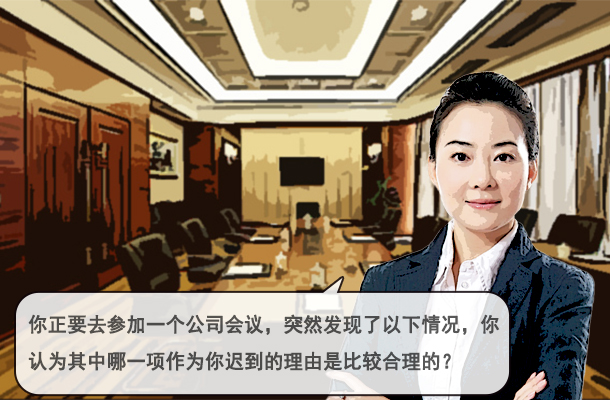 你正要去参加一个公司会议，突然发现了以下情况，你
认为其中哪一项作为你迟到的理由是比较合理的？